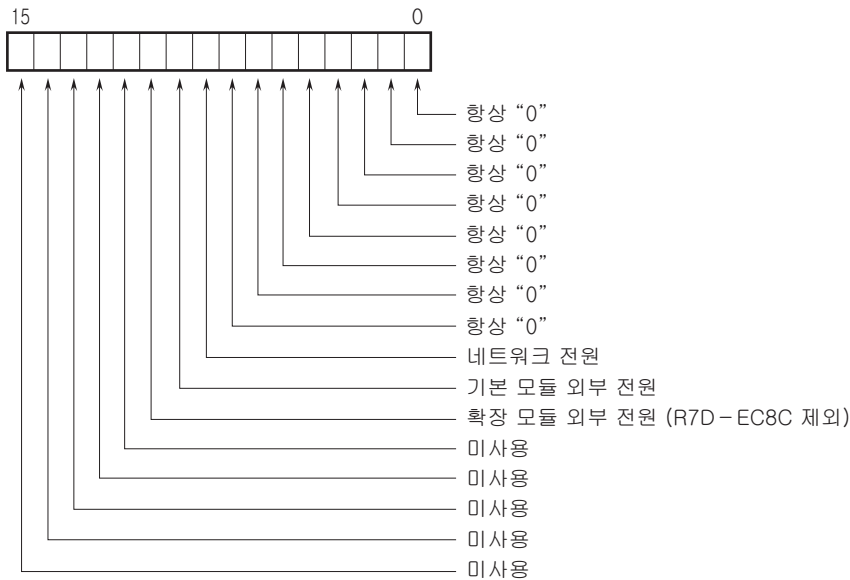 15 0
항상 “0”
항상 “0”
항상 “0”
항상 “0”
항상 “0”
항상 “0”
항상 “0”
항상 “0”
네트워크 전원
기본 모듈 외부 전원
확장 모듈 외부 전원 (R7D－EC8C 제외)
미사용
미사용
미사용
미사용
미사용